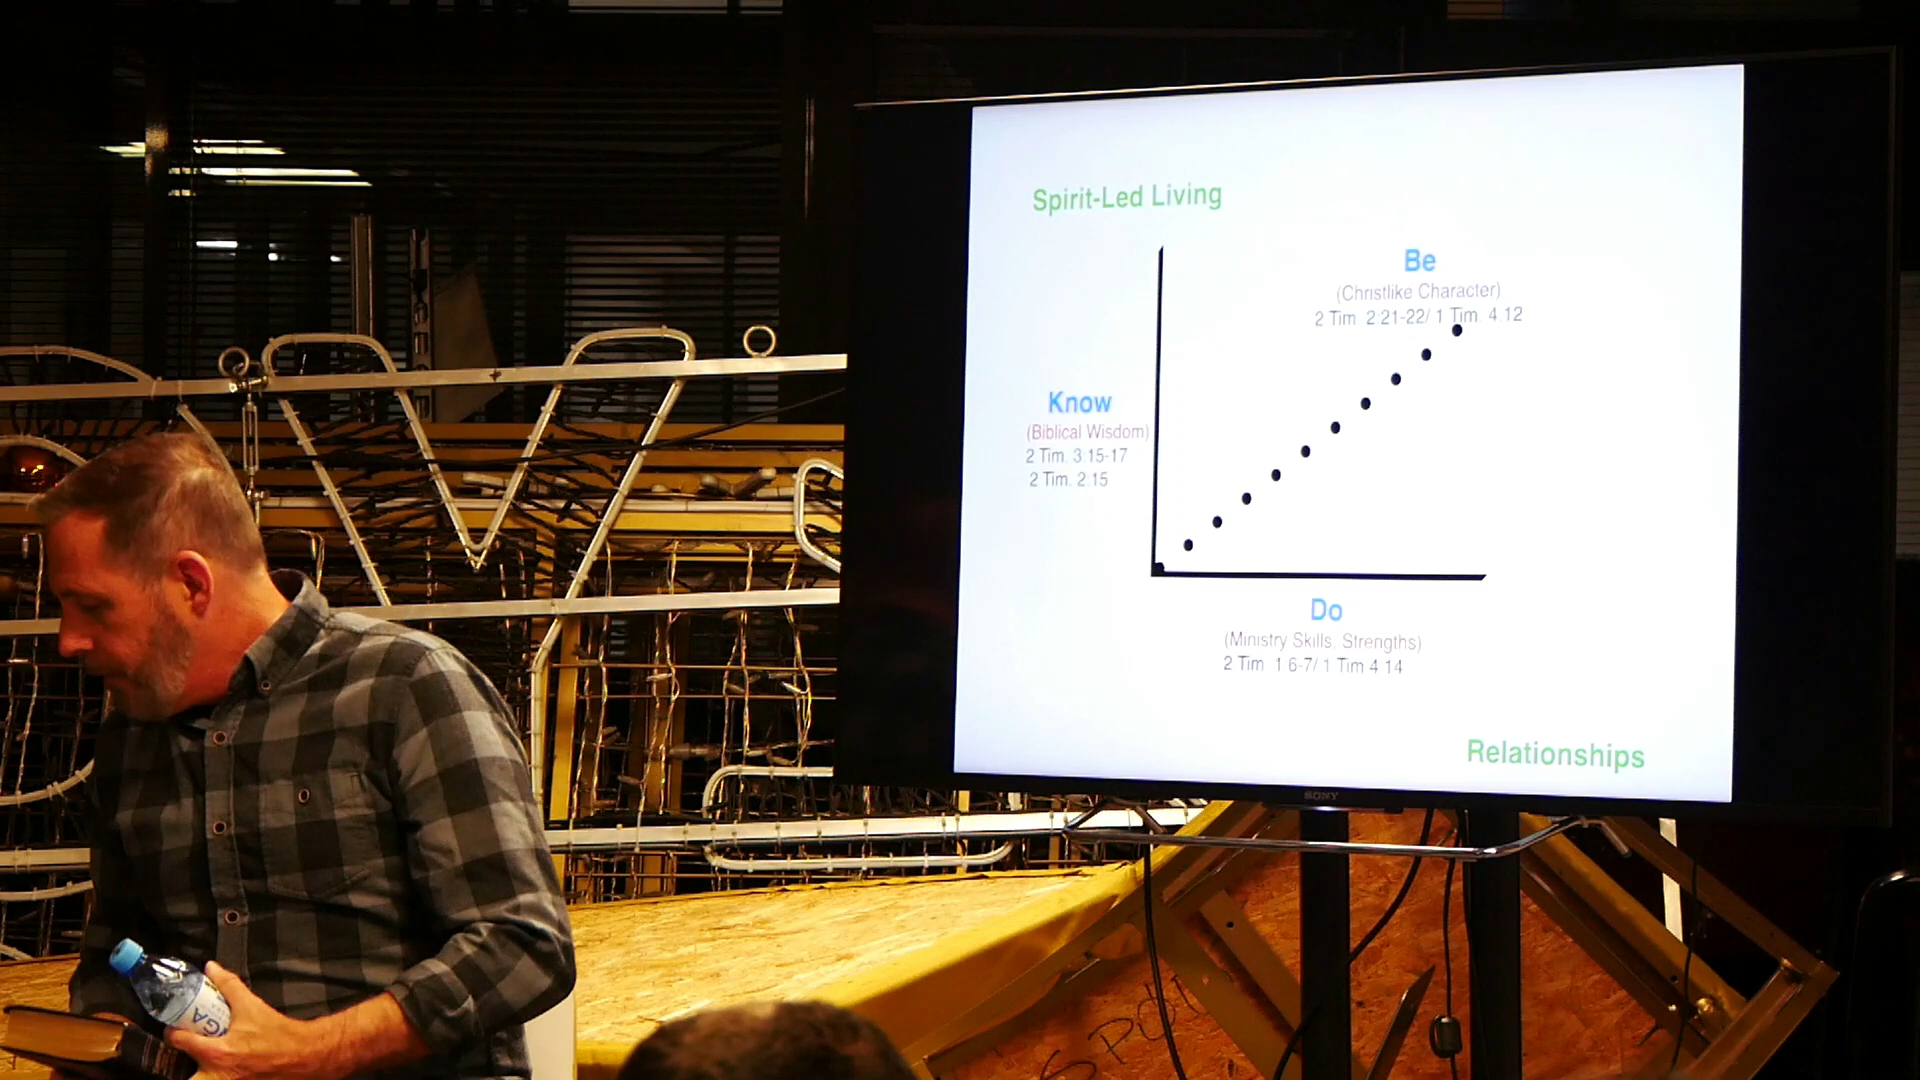 Spirit-Led Living
Be
(Christlike Character)
2 Tim. 2:21-22/ 1 Tim. 4:12
Know
(Biblical Wisdom)
2 Tim. 3:15-17
2 Tim. 2:15
Do
(Ministry Skills, Strengths)
2 Tim 1 6-7/ 1 Tim 4 14
Relationships
SONY